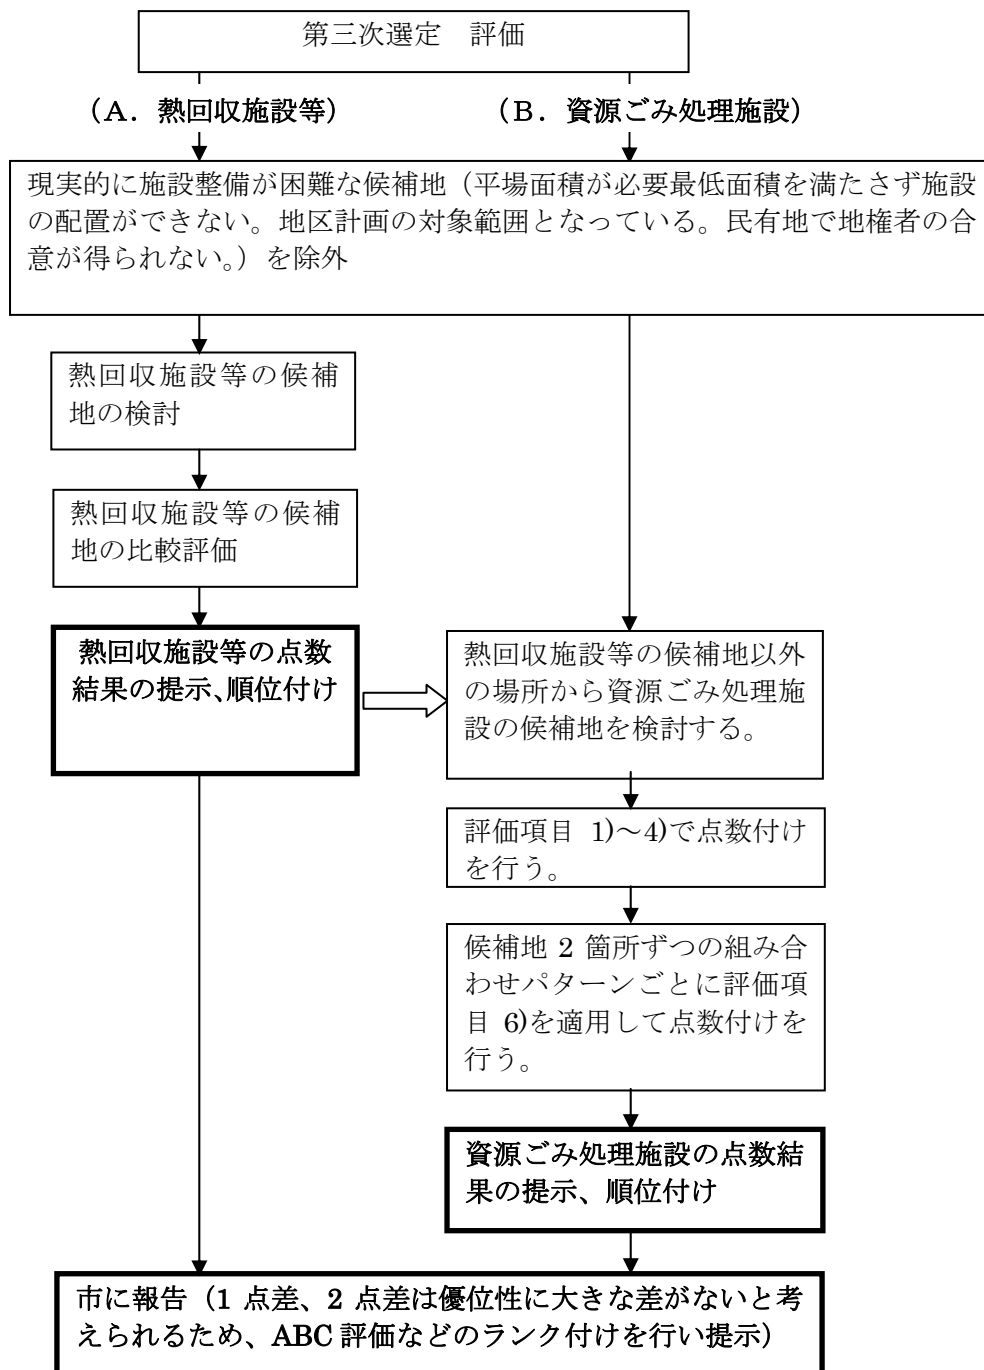 第三次選定　評価
（A．熱回収施設等）
（B．資源ごみ処理施設）
現実的に施設整備が困難な候補地（平場面積が必要最低面積を満たさず施設
の配置ができない。地区計画の対象範囲となっている。民有地で地権者の合
意が得られない。）を除外
熱回収施設等の候補
地の検討
熱回収施設等の候補
地の比較評価
熱回収施設等の点数
結果の提示、順位付け
熱回収施設等の候補地以外
の場所から資源ごみ処理施
設の候補地を検討する。
評価項目 1)～4)で点数付け
を行う。
候補地 2 箇所ずつの組み合
わせパターンごとに評価項
目 6)を適用して点数付けを
行う。
資源ごみ処理施設の点数結
果の提示、順位付け
市に報告（1 点差、2 点差は優位性に大きな差がないと考
えられるため、ABC 評価などのランク付けを行い提示）